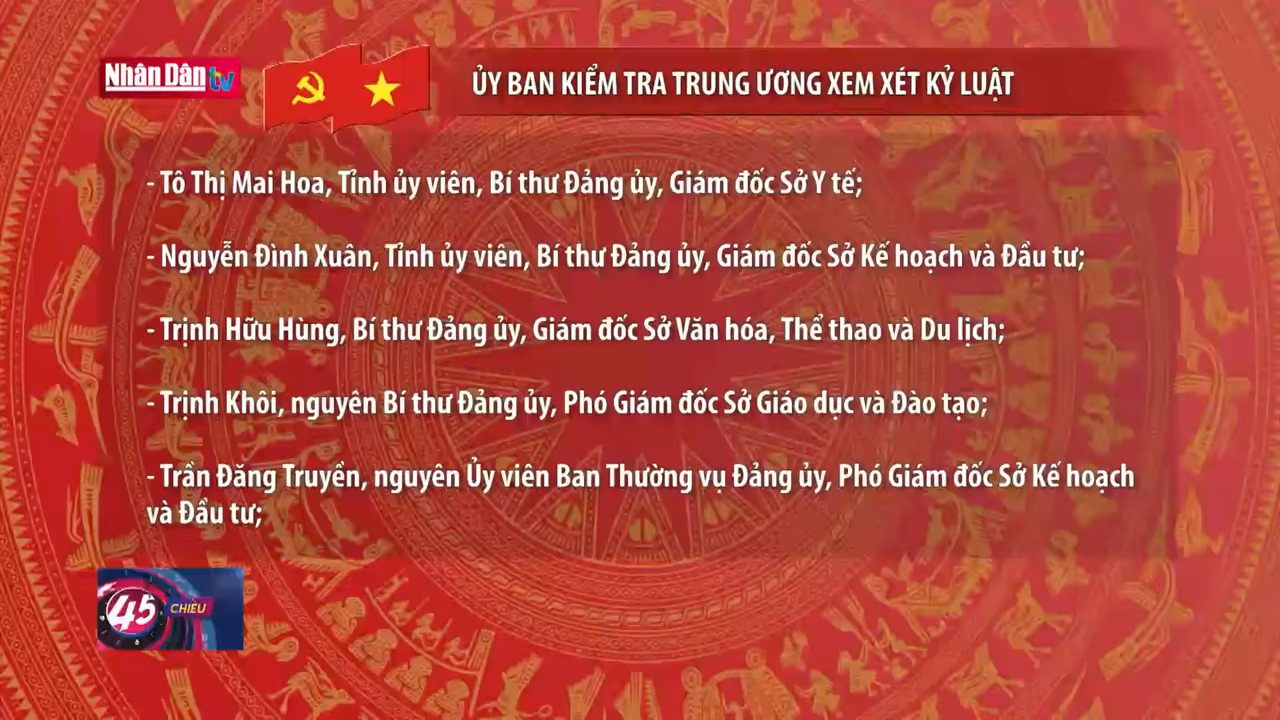 Nhân Dân tv
ỦY BAN KIỂM TRA TRUNG ƯƠNG XEM XÉT KỶ LUẬT
- Tô Thị Mai Hoa, Tỉnh ủy viên, Bí thư Đảng ủy, Giám đốc Sở Y tế;
- Nguyễn Đình Xuân, Tỉnh ủy viên, Bí thư Đảng ủy, Giám đốc Sở Kế hoạch và Đầu tư;
- Trịnh Hữu Hùng, Bí thư Đảng ủy, Giám đốc Sở Văn hóa, Thể thao và Du lịch;
- Trịnh Khôi, nguyên Bí thư Đảng ủy, Phó Giám đốc Sở Giáo dục và Đào tạo;
- Trần Đăng Truyền, nguyên Ủy viên Ban Thường vụ Đảng ủy, Phó Giám đốc Sở Kế hoạch
và Đầu tư;
45 CHIỀU